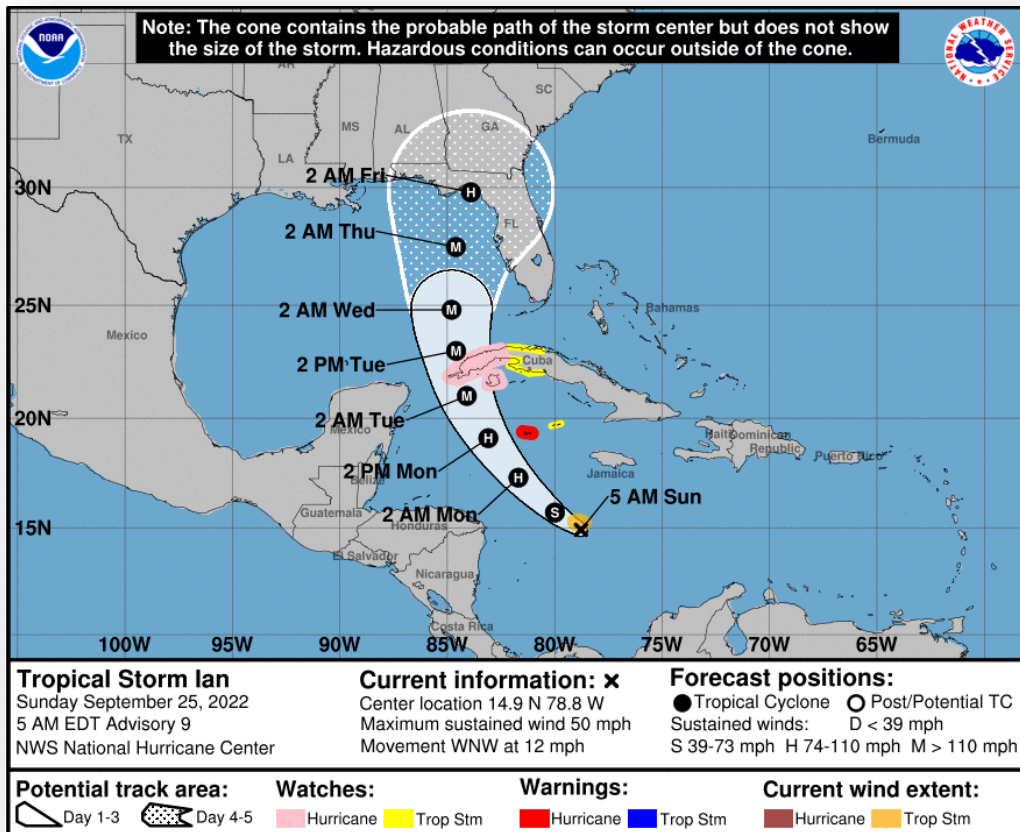 Note: The cone contains the probable path of the storm center but does not show
the size of the storm. Hazardous conditions can occur outside of the cone.
NOAA
NATIONAL WEATHER SERVICE
TX
LA
MS
AL
GA
SC
AR
FL
Bermuda
30N
25N
20N
15N
2 AM Fri
2 AM Thu
2 AM Wed
2 PM Tue
2 AM Tue
2 PM Mon
2 AM Mon
5 AM Sun
H
M
M
M
M
H
H
S
Mexico
Mexico
Bahamas
Cuba
Haiti
Dominican
Republic
Puerto Rico
Jamaica
Belize
Guatemala
Honduras
El Salvador
Nicaragua
Costa Rica
100W 95W 90W 85W 80W 75W 70W 65W
Tropical Storm Ian
Sunday September 25, 2022
5 AM EDT Advisory 9
NWS National Hurricane Center
Current information: x
Center location 14.9 N 78.8 W
Maximum sustained wind 50 mph
Movement WNW at 12 mph
Forecast positions:
Tropical Cyclone Post/Potential TC
Sustained winds: D < 39 mph
S 39-73 mph H 74-110 mph M > 110 mph
Potential track area:
Day 1-3 Day 4-5
Watches:
Hurricane Trop Stm
Warnings:
Hurricane Trop Stm
Current wind extent:
Hurricane Trop Stm